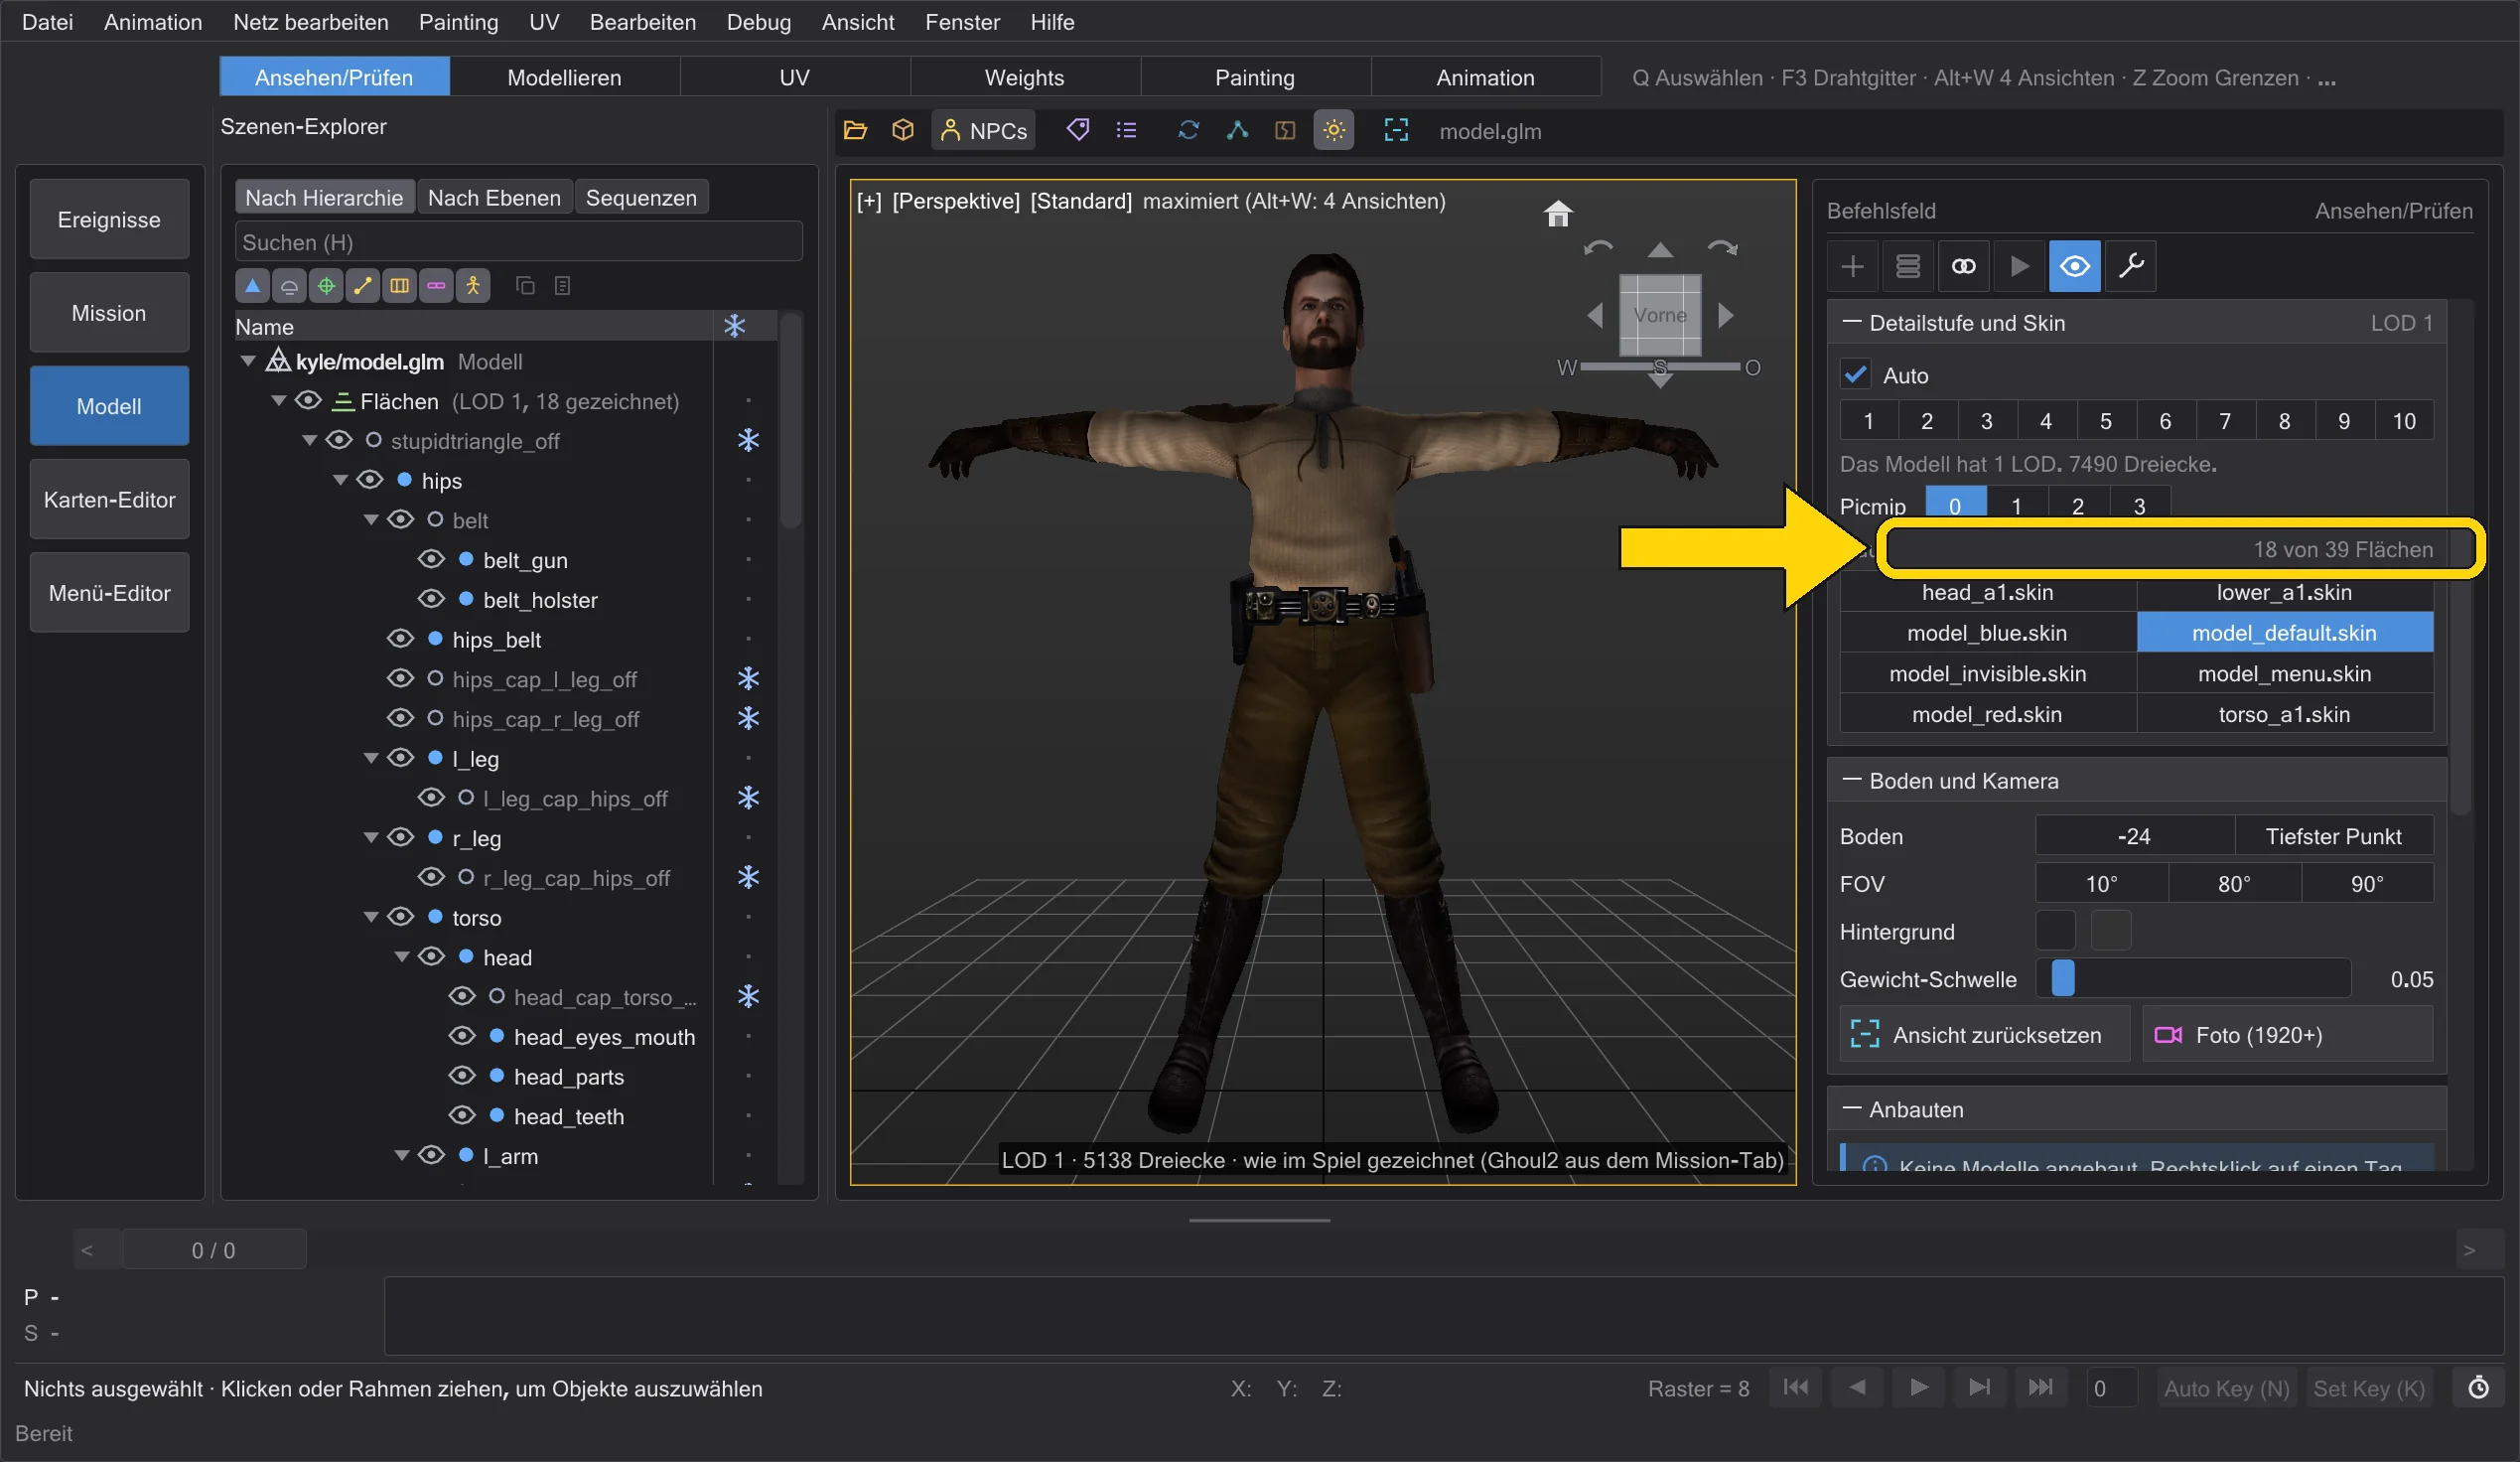 Datei Animation Netz bearbeiten Painting UV Bearbeiten Debug Ansicht Fenster Hilfe
Ansehen/Prüfen Modellieren UV Weights Painting Animation Q Auswählen · F3 Drahtgitter · Alt+W 4 Ansichten · Z Zoom Grenzen · ...
Szenen-Explorer
NPCs model.glm
Ereignisse
Mission
Modell
Karten-Editor
Menü-Editor
Nach Hierarchie Nach Ebenen Sequenzen
Suchen (H)
Name
kyle/model.glm Modell
Flächen (LOD 1, 18 gezeichnet)
stupidtriangle_off
hips
belt
belt_gun
belt_holster
hips_belt
hips_cap_l_leg_off
hips_cap_r_leg_off
l_leg
l_leg_cap_hips_off
r_leg
r_leg_cap_hips_off
torso
head
head_cap_torso_...
head_eyes_mouth
head_parts
head_teeth
l_arm
[+] [Perspektive] [Standard] maximiert (Alt+W: 4 Ansichten)
Vorne
W S O
LOD 1 · 5138 Dreiecke · wie im Spiel gezeichnet (Ghoul2 aus dem Mission-Tab)
Befehlsfeld Ansehen/Prüfen
Detailstufe und Skin LOD 1
Auto
1 2 3 4 5 6 7 8 9 10
Das Modell hat 1 LOD. 7490 Dreiecke.
Picmip 0 1 2 3
18 von 39 Flächen
head_a1.skin lower_a1.skin
model_blue.skin model_default.skin
model_invisible.skin model_menu.skin
model_red.skin torso_a1.skin
Boden und Kamera
Boden -24 Tiefster Punkt
FOV 10° 80° 90°
Hintergrund
Gewicht-Schwelle 0.05
Ansicht zurücksetzen Foto (1920+)
Anbauten
Keine Modelle angebaut. Rechtsklick auf einen Tag
< 0 / 0 >
P -
S -
Nichts ausgewählt · Klicken oder Rahmen ziehen, um Objekte auszuwählen X: Y: Z: Raster = 8 0 Auto Key (N) Set Key (K)
Bereit